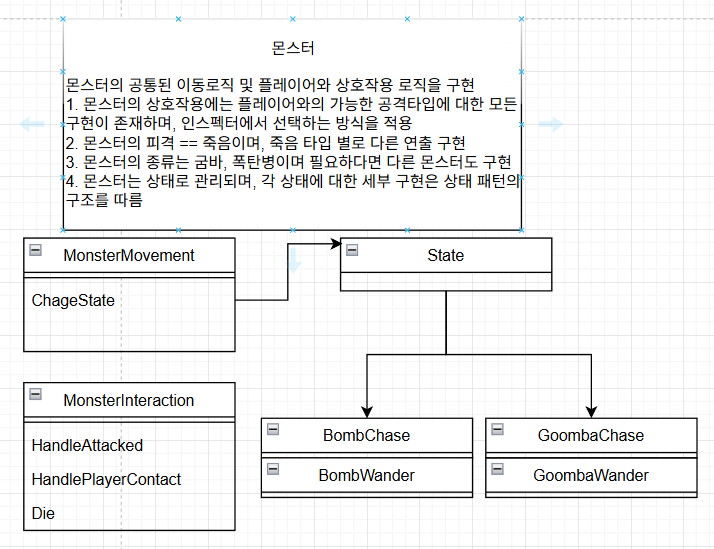 몬스터
몬스터의 공통된 이동로직 및 플레이어와 상호작용 로직을 구현
1. 몬스터의 상호작용에는 플레이어와의 가능한 공격타입에 대한 모든
구현이 존재하며, 인스펙터에서 선택하는 방식을 적용
2. 몬스터의 피격 == 죽음이며, 죽음 타입 별로 다른 연출 구현
3. 몬스터의 종류는 굼바, 폭탄병이며 필요하다면 다른 몬스터도 구현
4. 몬스터는 상태로 관리되며, 각 상태에 대한 세부 구현은 상태 패턴의
구조를 따름
MonsterMovement
ChageState
State
MonsterInteraction
HandleAttacked
HandlePlayerContact
Die
BombChase
BombWander
GoombaChase
GoombaWander